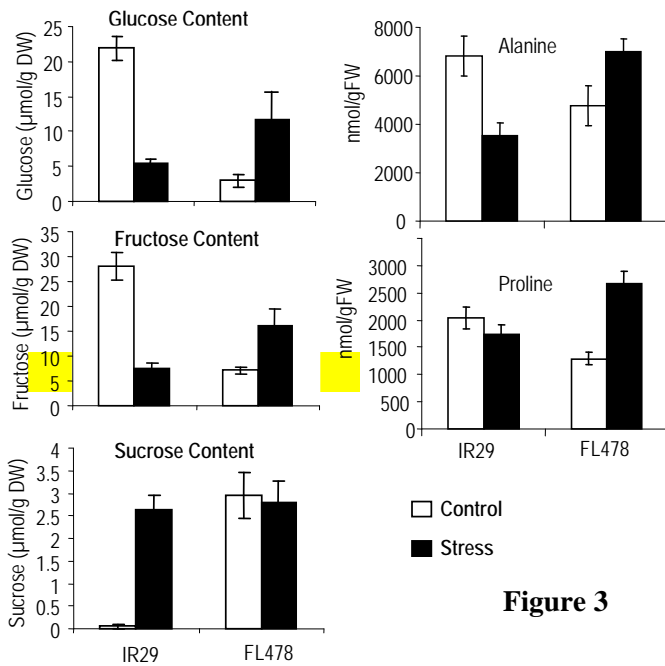 Glucose Content
Glucose (µmol/g DW)
25
20
15
10
5
0
Fructose Content
Fructose (µmol/g DW)
35
30
25
20
15
10
5
0
Sucrose Content
Sucrose (µmol/g DW)
4
3.5
3
2.5
2
1.5
1
0.5
0
IR29
FL478
Alanine
nmol/gFW
8000
6000
4000
2000
0
Proline
nmol/gFW
3000
2500
2000
1500
1000
500
0
IR29
FL478
Control
Stress
Figure 3